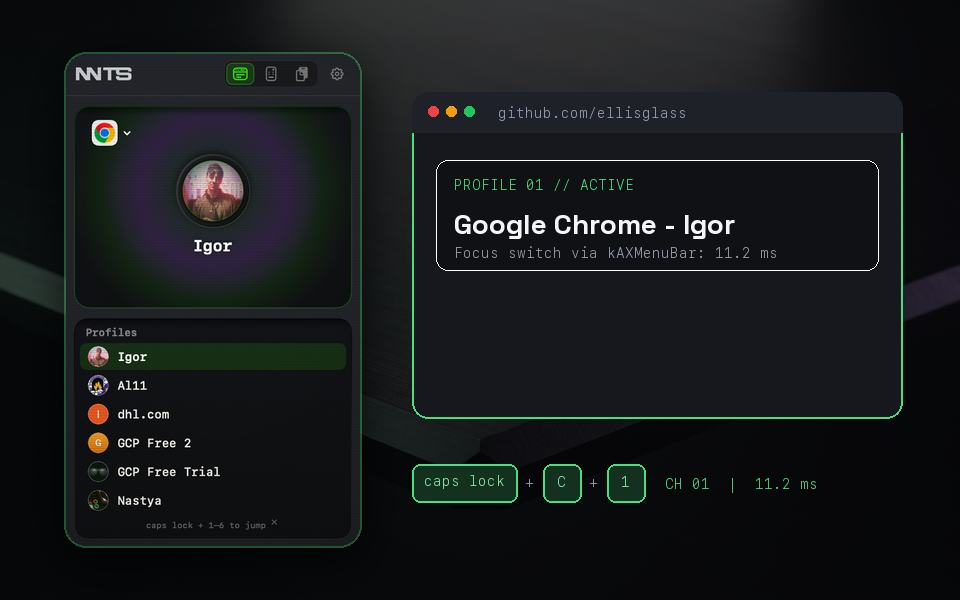 NNTS
Igor
Profiles
Igor
Al11
I
dhl.com
G
GCP Free 2
GCP Free Trial
Nastya
caps lock + 1–6 to jump ×
github.com/ellisglass
PROFILE 01 // ACTIVE
Google Chrome - Igor
Focus switch via kAXMenuBar: 11.2 ms
caps lock + C + 1 CH 01 | 11.2 ms